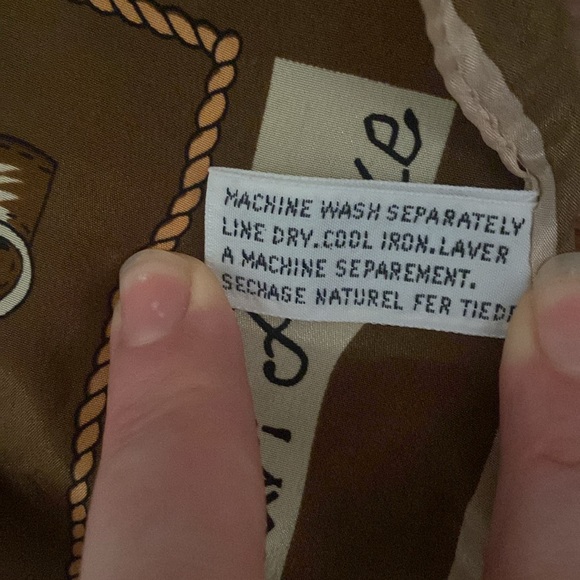 MACHINE WASH SEPARATELY
LINE DRY.COOL IRON.LAVER
A MACHINE SEPAREMENT.
SECHAGE NATUREL FER TIEDE